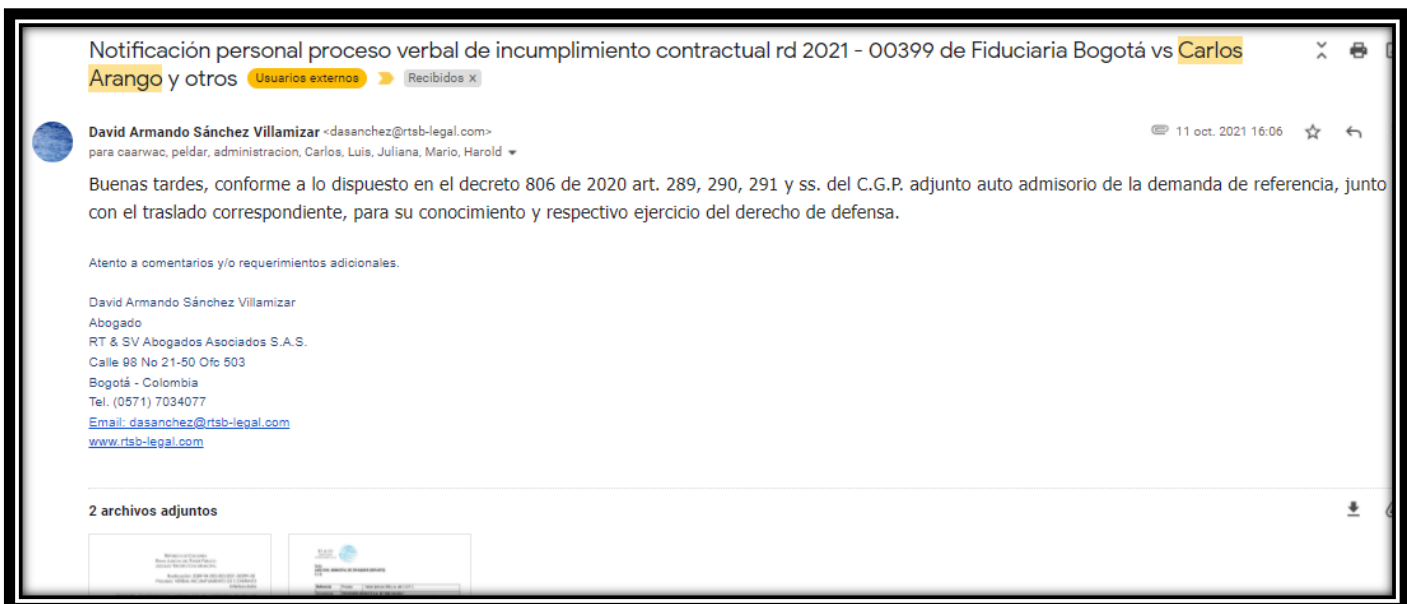 Notificación personal proceso verbal de incumplimiento contractual rd 2021 - 00399 de Fiduciaria Bogotá vs Carlos
Arango y otros Usuarios externos Recibidos x
David Armando Sánchez Villamizar <dasanchez@rtsb-legal.com> 11 oct. 2021 16:06
para caarwac, peldar, administracion, Carlos, Luis, Juliana, Mario, Harold
Buenas tardes, conforme a lo dispuesto en el decreto 806 de 2020 art. 289, 290, 291 y ss. del C.G.P. adjunto auto admisorio de la demanda de referencia, junto
con el traslado correspondiente, para su conocimiento y respectivo ejercicio del derecho de defensa.
Atento a comentarios y/o requerimientos adicionales.
David Armando Sánchez Villamizar
Abogado
RT & SV Abogados Asociados S.A.S.
Calle 98 No 21-50 Ofc 503
Bogotá - Colombia
Tel. (0571) 7034077
Email: dasanchez@rtsb-legal.com
www.rtsb-legal.com
2 archivos adjuntos